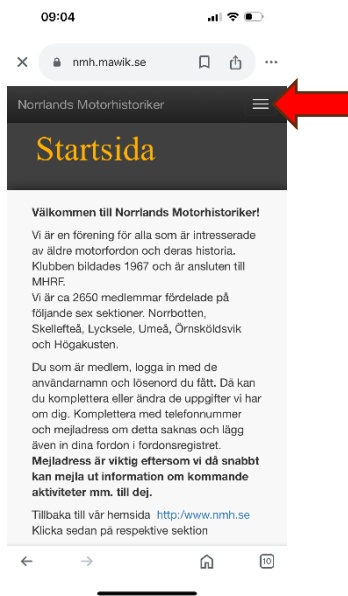 09:04
nmh.mawik.se
Norrlands Motorhistoriker
Startsida
Välkommen till Norrlands Motorhistoriker!
Vi är en förening för alla som är intresserade
av äldre motorfordon och deras historia.
Klubben bildades 1967 och är ansluten till
MHRF.
Vi är ca 2650 medlemmar fördelade på
följande sex sektioner. Norrbotten,
Skellefteå, Lycksele, Umeå, Örnsköldsvik
och Högakusten.
Du som är medlem, logga in med de
användarnamn och lösenord du fått. Då kan
du komplettera eller ändra de uppgifter vi har
om dig. Komplettera med telefonnummer
och mejladress om detta saknas och lägg
även in dina fordon i fordonsregistret.
Mejladress är viktig eftersom vi då snabbt
kan mejla ut information om kommande
aktiviteter mm. till dej.
Tillbaka till vår hemsida http:/www.nmh.se
Klicka sedan på respektive sektion
10